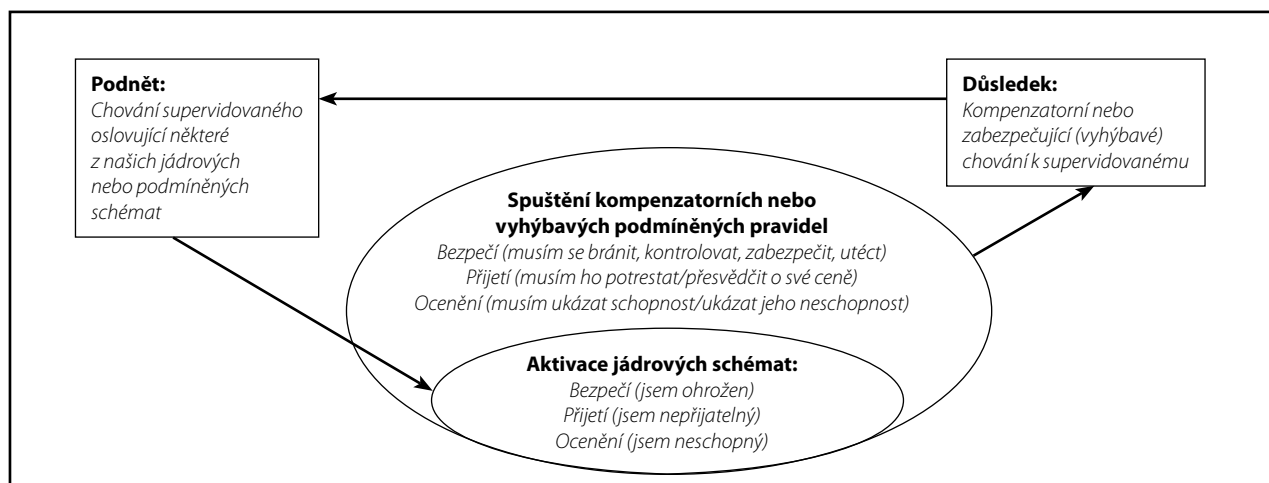 Podnět:
Chování supervidovaného
oslovující některé
z našich jádrových
nebo podmíněných
schémat
Důsledek:
Kompenzatorní nebo
zabezpečující (vyhýbavé)
chování k supervidovanému
Spuštění kompenzatorních nebo
vyhýbavých podmíněných pravidel
Bezpečí (musím se bránit, kontrolovat, zabezpečit, utéct)
Přijetí (musím ho potrestat/přesvědčit o své ceně)
Ocenění (musím ukázat schopnost/ukázat jeho neschopnost)
Aktivace jádrových schémat:
Bezpečí (jsem ohrožen)
Přijetí (jsem nepřijatelný)
Ocenění (jsem neschopný)